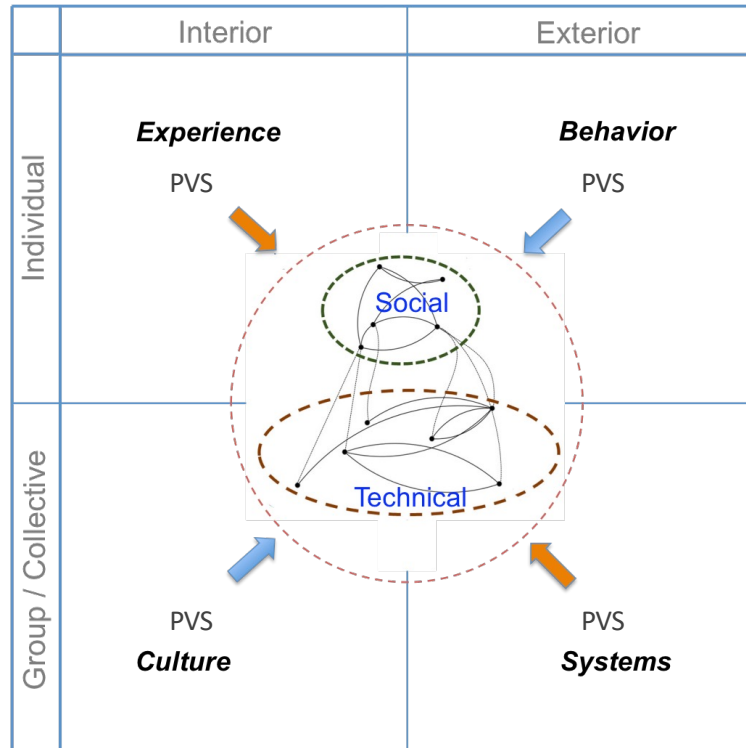 Interior
Exterior
Individual
Experience
Behavior
PVS
PVS
Social
Technical
Group / Collective
PVS
PVS
Culture
Systems